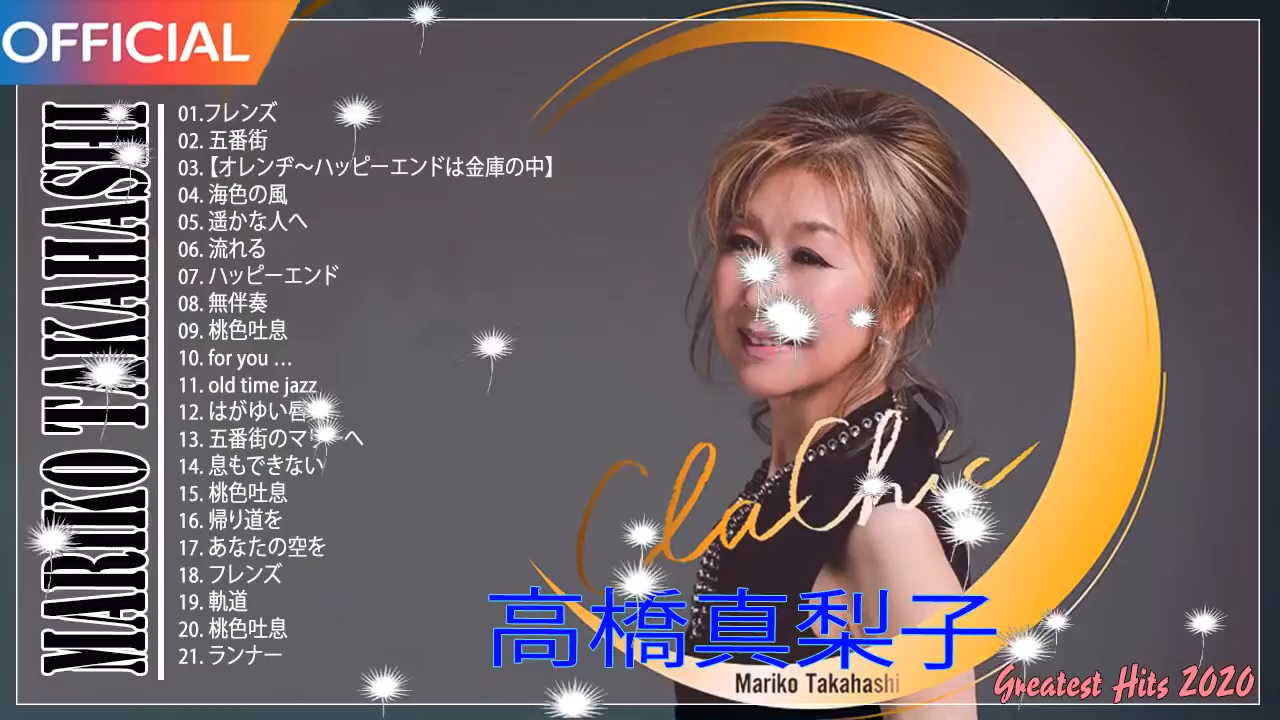 OFFICIAL
MARIKO TAKAHASHI
01.フレンズ
02. 五番街
03.【オレンヂ～ハッピーエンドは金庫の中】
04. 海色の風
05. 遥かな人へ
06. 流れる
07. ハッピーエンド
08. 無伴奏
09. 桃色吐息
10. for you ...
11. old time jazz
12. はがゆい唇
13. 五番街のマ へ
14. 息もできない
15. 桃色吐息
16. 帰り道を
17. あなたの空を
18. フレンズ
19. 軌道
20. 桃色吐息
21. ランナー
ClaChic
高橋真梨子
Mariko Takahashi
Greatest Hits 2020